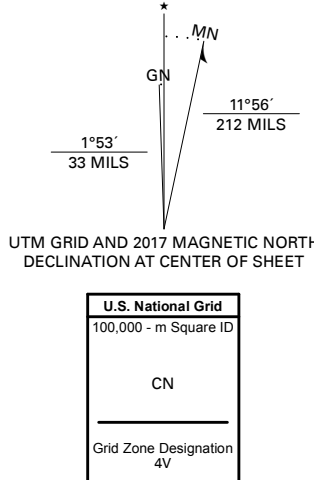 MN
GN
11°56´
212 MILS
1°53´
33 MILS
UTM GRID AND 2017 MAGNETIC NORTH
DECLINATION AT CENTER OF SHEET
U.S. National Grid
100,000 - m Square ID
CN
Grid Zone Designation
4V